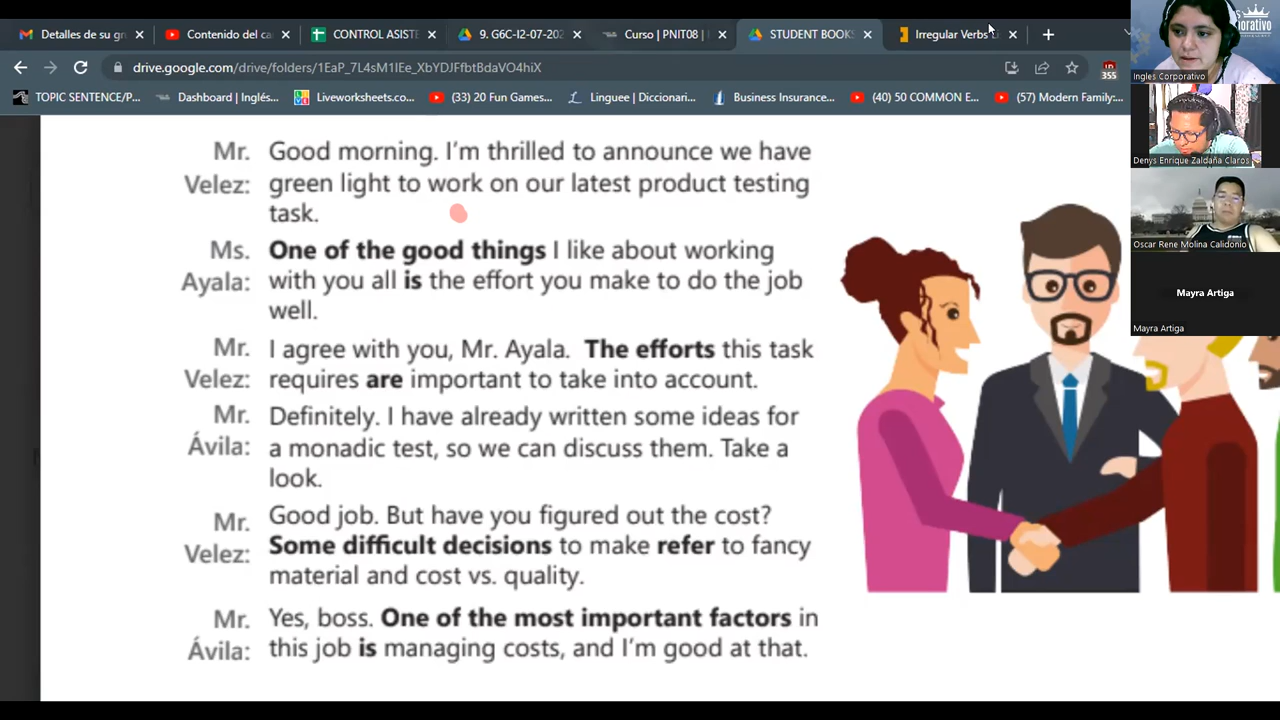 Detalles de su gr
Contenido del ca
CONTROL ASISTE
9. G6C-I2-07-202
Curso | PNIT08 |
STUDENT BOOKS
Irregular Verbs
drive.google.com/drive/folders/1EaP_7L4sM1IEe_XbYDJFfbtBdaVO4hiX
355
TOPIC SENTENCE/P...
Dashboard | Inglés...
Liveworksheets.co...
(33) 20 Fun Games...
Linguee | Diccionari...
Business Insurance...
(40) 50 COMMON E...
(57) Modern Family:...
Ingles Corporativo
Denys Enrique Zaldaña Claros
Oscar Rene Molina Calidonio
Mayra Artiga
Mayra Artiga
Mr. Good morning. I'm thrilled to announce we have
Velez: green light to work on our latest product testing
task.
Ms. One of the good things I like about working
Ayala: with you all is the effort you make to do the job
well.
Mr. I agree with you, Mr. Ayala. The efforts this task
Velez: requires are important to take into account.
Mr. Definitely. I have already written some ideas for
Ávila: a monadic test, so we can discuss them. Take a
look.
Mr. Good job. But have you figured out the cost?
Velez: Some difficult decisions to make refer to fancy
material and cost vs. quality.
Mr. Yes, boss. One of the most important factors in
Ávila: this job is managing costs, and I'm good at that.